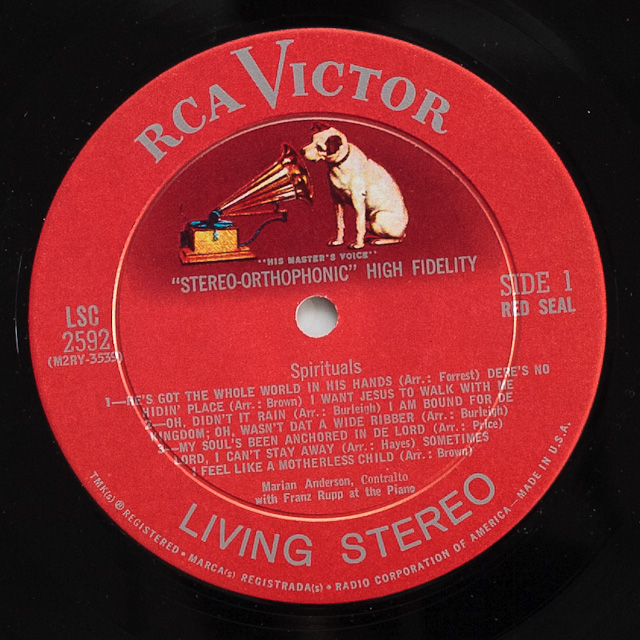 RCA VICTOR
"HIS MASTER'S VOICE"
"STEREO-ORTHOPHONIC" HIGH FIDELITY
SIDE 1
RED SEAL
LSC
2592
(M2RY-3539)
Spirituals
1—HE'S GOT THE WHOLE WORLD IN HIS HANDS (Arr.: Forrest) DERE'S NO
HIDIN' PLACE (Arr.: Brown) I WANT JESUS TO WALK WITH ME
2—OH, DIDN'T IT RAIN (Arr.: Burleigh) I AM BOUND FOR DE
KINGDOM; OH, WASN'T DAT A WIDE RIBBER (Arr.: Burleigh)
3—MY SOUL'S BEEN ANCHORED IN DE LORD (Arr.: Price)
LORD, I CAN'T STAY AWAY (Arr.: Hayes) SOMETIMES
I FEEL LIKE A MOTHERLESS CHILD (Arr.: Brown)
Marian Anderson, Contralto
with Franz Rupp at the Piano
LIVING STEREO
TMK(s) ® REGISTERED • MARCA(s) REGISTRADA(s) • RADIO CORPORATION OF AMERICA—MADE IN U.S.A.